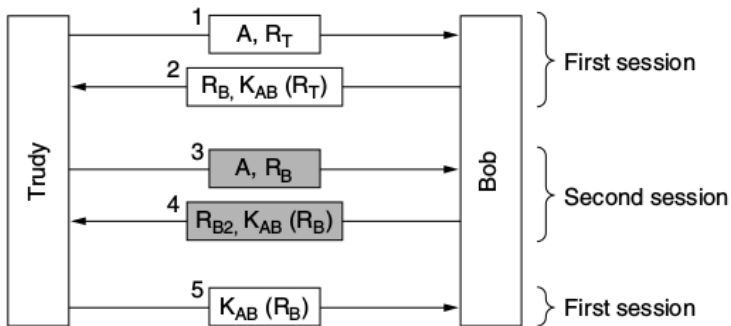 1
A, R_T
First session
2
R_B, K_AB (R_T)
Trudy
Bob
3
A, R_B
Second session
4
R_B2, K_AB (R_B)
5
K_AB (R_B)
First session